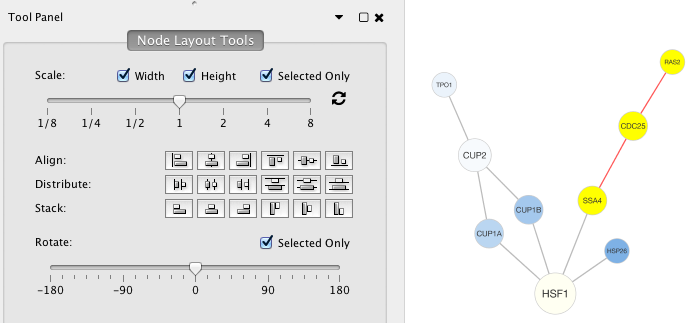 Tool Panel
Node Layout Tools
Scale:
Width
Height
Selected Only
1/8 1/4 1/2 1 2 4 8
Align:
Distribute:
Stack:
Rotate:
Selected Only
-180 -90 0 90 180
RAS2
TPO1
CDC25
CUP2
SSA4
CUP1B
CUP1A
HSP26
HSF1